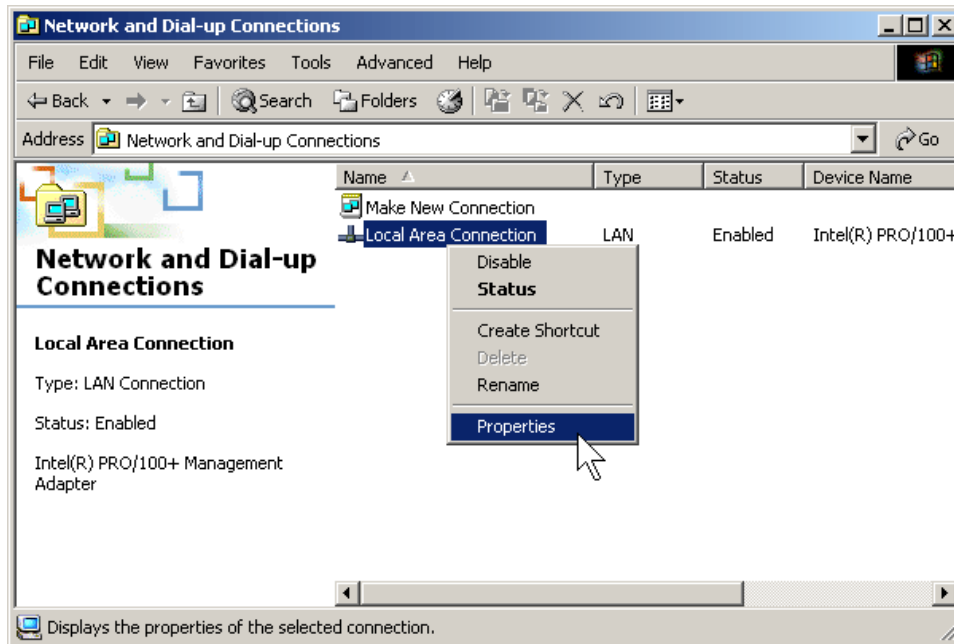 Network and Dial-up Connections
File Edit View Favorites Tools Advanced Help
Back Search Folders
Address Network and Dial-up Connections Go
Name Type Status Device Name
Make New Connection
Local Area Connection LAN Enabled Intel(R) PRO/100+
Network and Dial-up
Connections
Local Area Connection
Type: LAN Connection
Status: Enabled
Intel(R) PRO/100+ Management
Adapter
Disable
Status
Create Shortcut
Delete
Rename
Properties
Displays the properties of the selected connection.